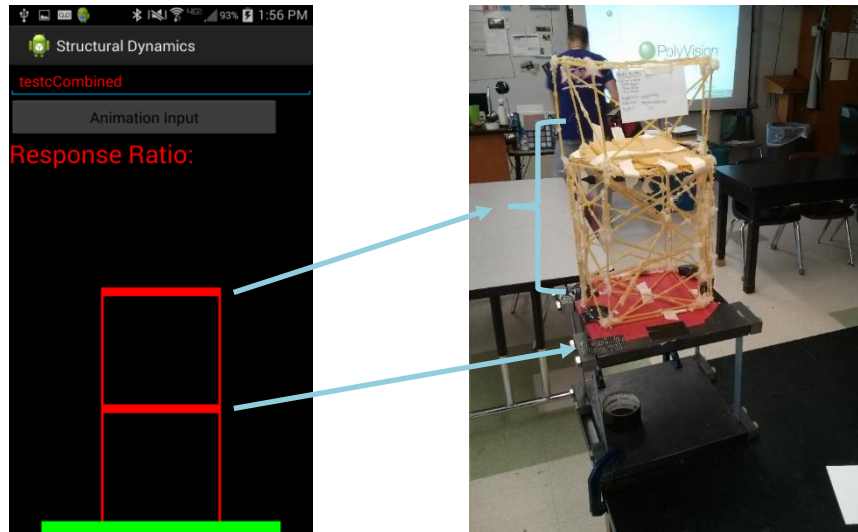 93% 1:56 PM
Structural Dynamics
testcCombined
Animation Input
Response Ratio:
PolyVision